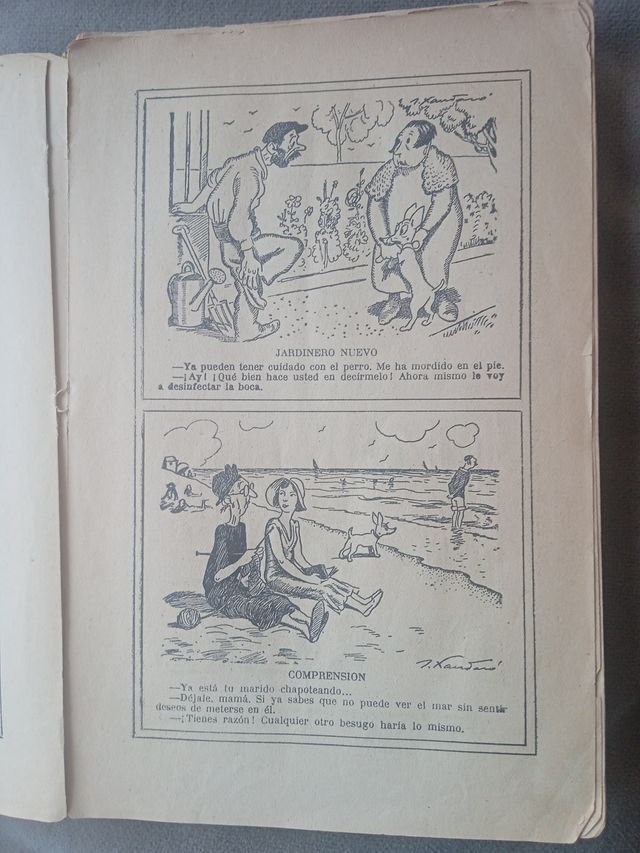 J. Xaudaró
JARDINERO NUEVO
—Ya pueden tener cuidado con el perro. Me ha mordido en el pie.
—¡Ay! ¡Qué bien hace usted en decírmelo! Ahora mismo le voy
a desinfectar la boca.
J. Xaudaró
COMPRENSION
—Ya está tu marido chapoteando...
—Déjale, mamá. Si ya sabes que no puede ver el mar sin sentir
deseos de meterse en él.
—¡Tienes razón! Cualquier otro besugo haría lo mismo.